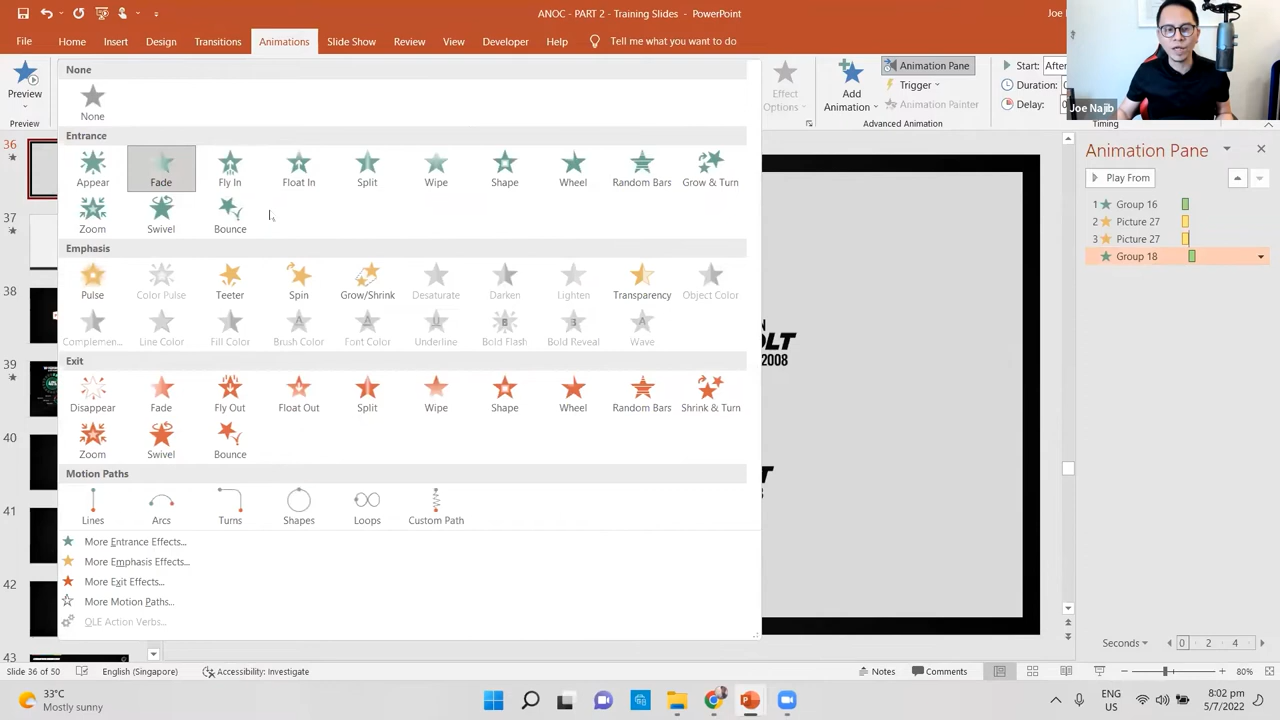 ANOC - PART 2 - Training Slides - PowerPoint
Joe
File Home Insert Design Transitions Animations Slide Show Review View Developer Help Tell me what you want to do
Preview
Preview
Effect Options
Add Animation
Animation Pane
Trigger
Animation Painter
Advanced Animation
Start: After
Duration:
Delay:
Timing
Joe Najib
None
None
Entrance
Appear Fade Fly In Float In Split Wipe Shape Wheel Random Bars Grow & Turn
Zoom Swivel Bounce
Emphasis
Pulse Color Pulse Teeter Spin Grow/Shrink Desaturate Darken Lighten Transparency Object Color
Complemen... Line Color Fill Color Brush Color Font Color Underline Bold Flash Bold Reveal Wave
Exit
Disappear Fade Fly Out Float Out Split Wipe Shape Wheel Random Bars Shrink & Turn
Zoom Swivel Bounce
Motion Paths
Lines Arcs Turns Shapes Loops Custom Path
More Entrance Effects...
More Emphasis Effects...
More Exit Effects...
More Motion Paths...
OLE Action Verbs...
36
37
38
39
40
41
42
43
2008
Animation Pane
Play From
1 Group 16
2 Picture 27
3 Picture 27
Group 18
Seconds 0 2 4
Slide 36 of 50 English (Singapore) Accessibility: Investigate Notes Comments 80%
33°C
Mostly sunny
ENG
US
8:02 pm
5/7/2022